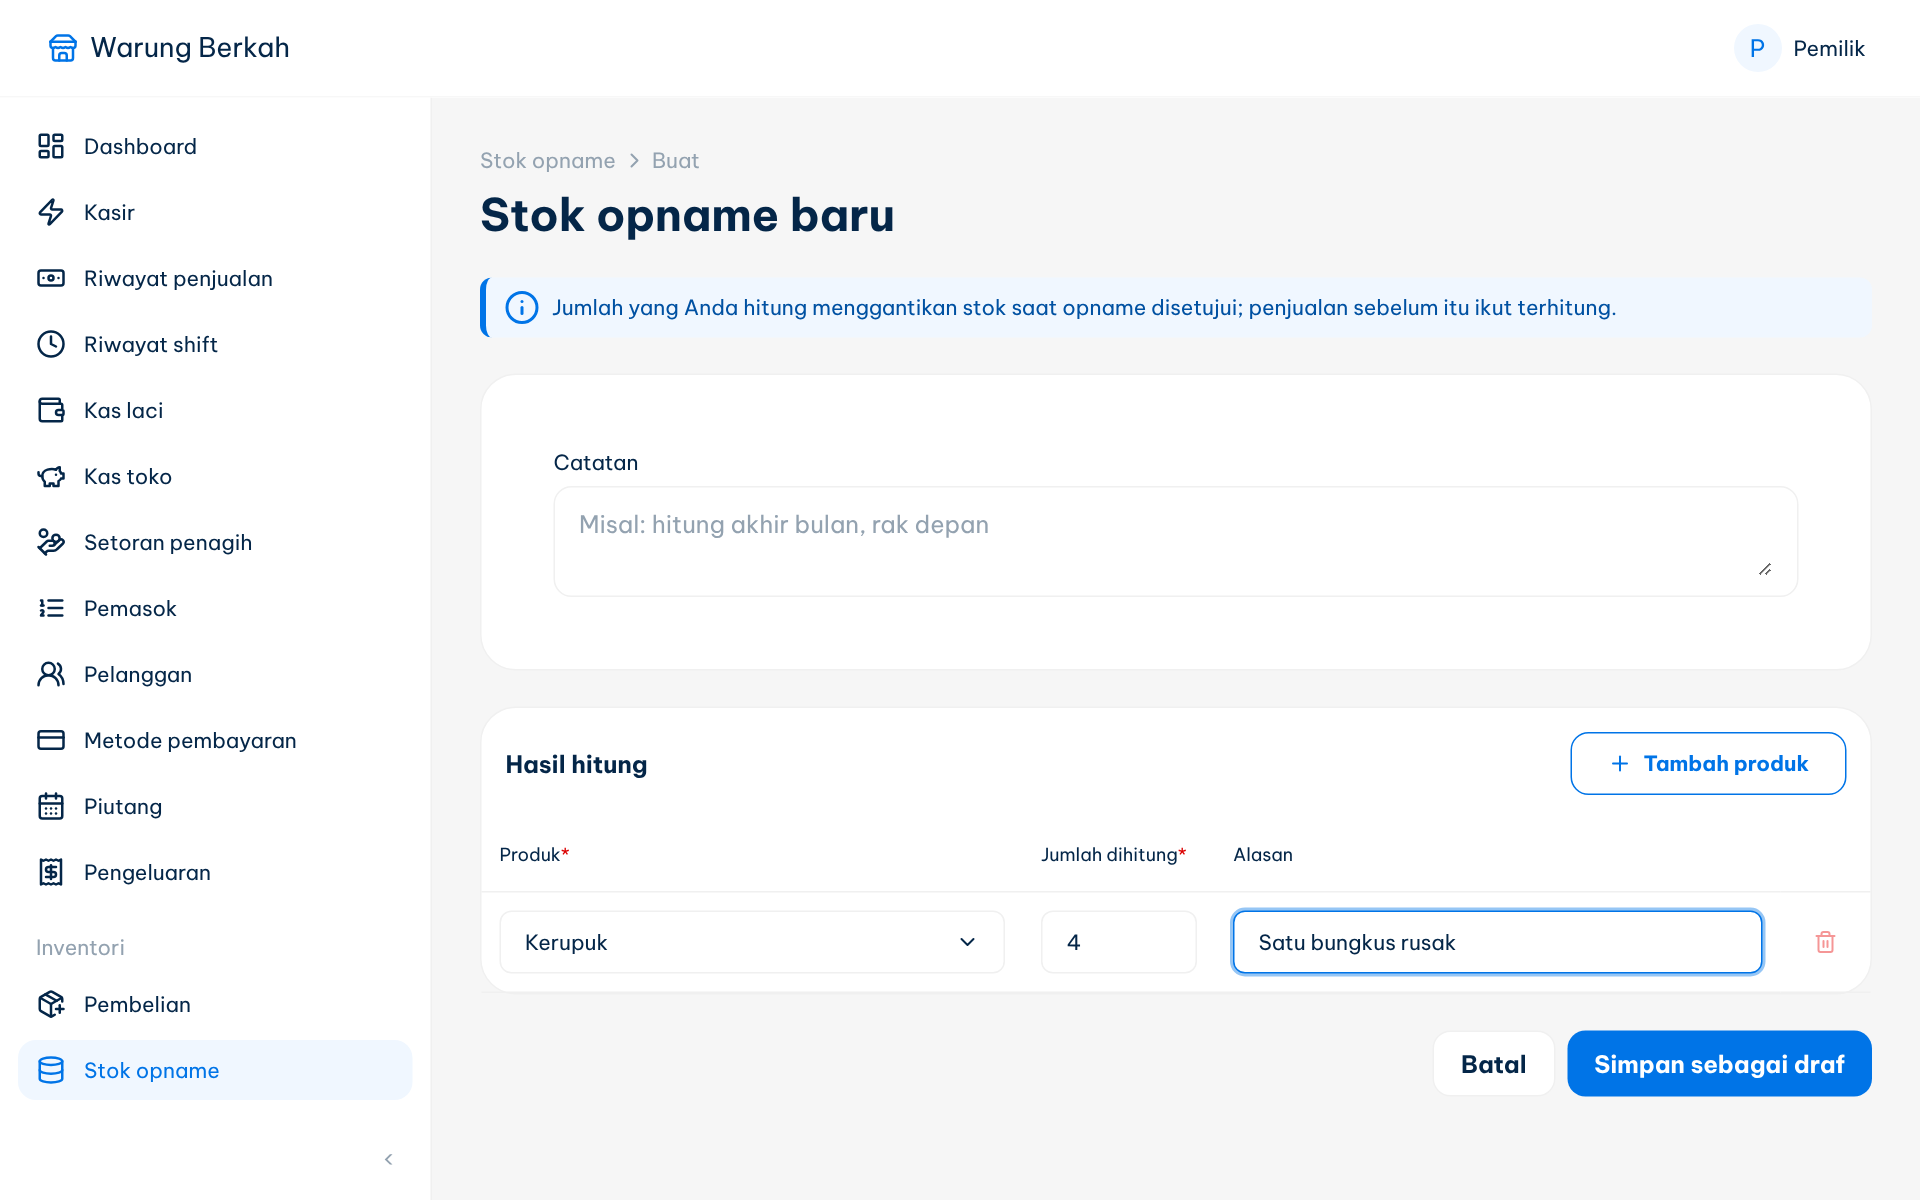 Warung Berkah
P
Pemilik
Dashboard
Kasir
Riwayat penjualan
Riwayat shift
Kas laci
Kas toko
Setoran penagih
Pemasok
Pelanggan
Metode pembayaran
Piutang
Pengeluaran
Inventori
Pembelian
Stok opname
Stok opname > Buat
Stok opname baru
Jumlah yang Anda hitung menggantikan stok saat opname disetujui; penjualan sebelum itu ikut terhitung.
Catatan
Misal: hitung akhir bulan, rak depan
Hasil hitung
+ Tambah produk
Produk* Jumlah dihitung* Alasan
Kerupuk 4 Satu bungkus rusak
Batal
Simpan sebagai draf